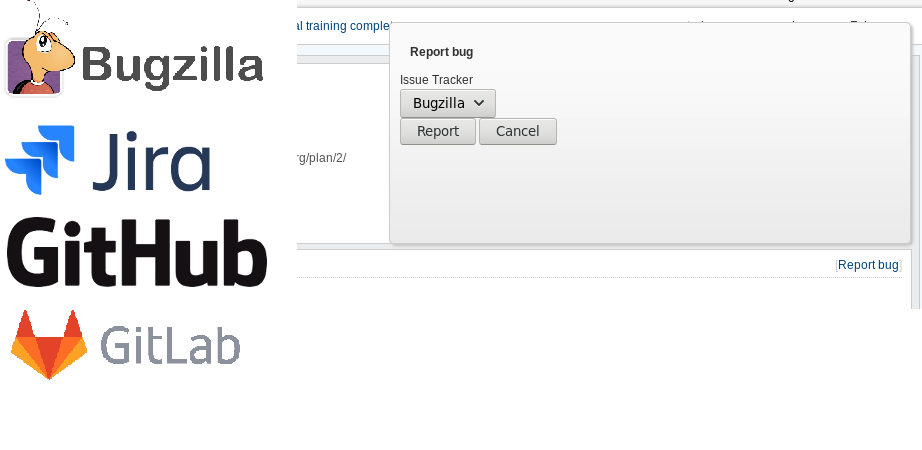 Bugzilla
Jira
GitHub
GitLab
al training complet
Report bug
Issue Tracker
Bugzilla
Report Cancel
rg/plan/2/
[Report bug]